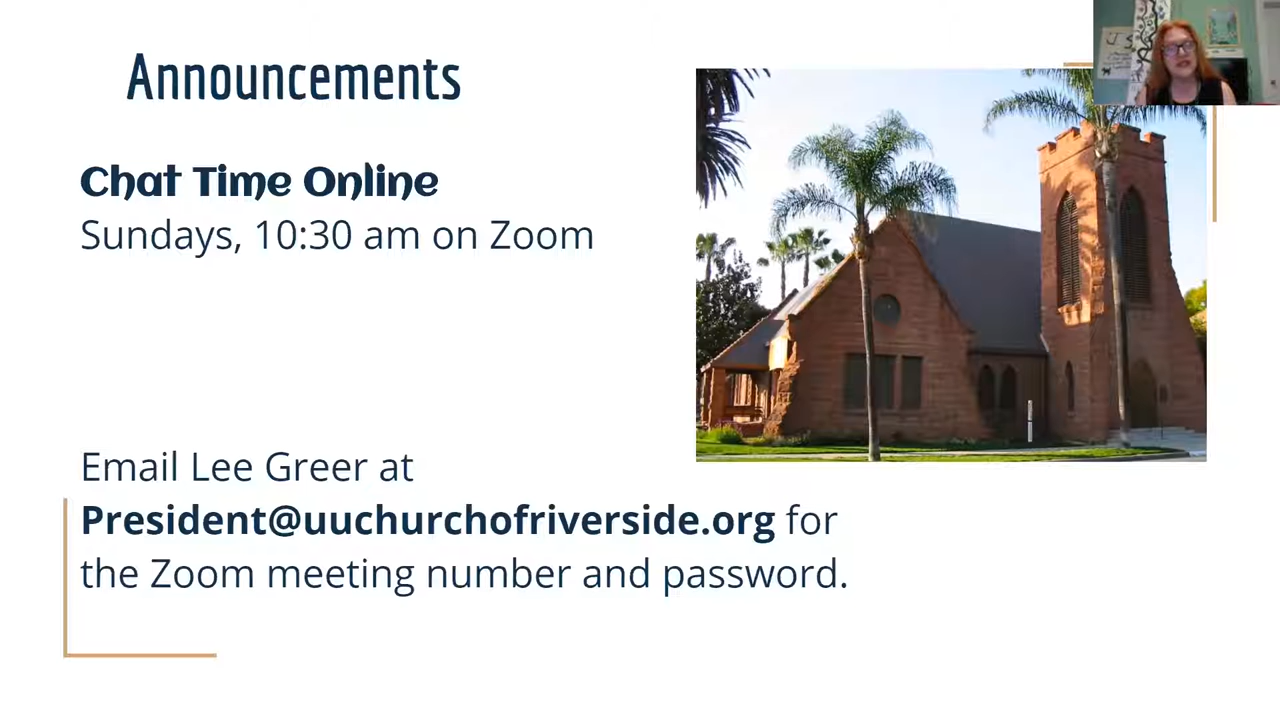 Announcements
Chat Time Online
Sundays, 10:30 am on Zoom
Email Lee Greer at
President@uuchurchofriverside.org for
the Zoom meeting number and password.